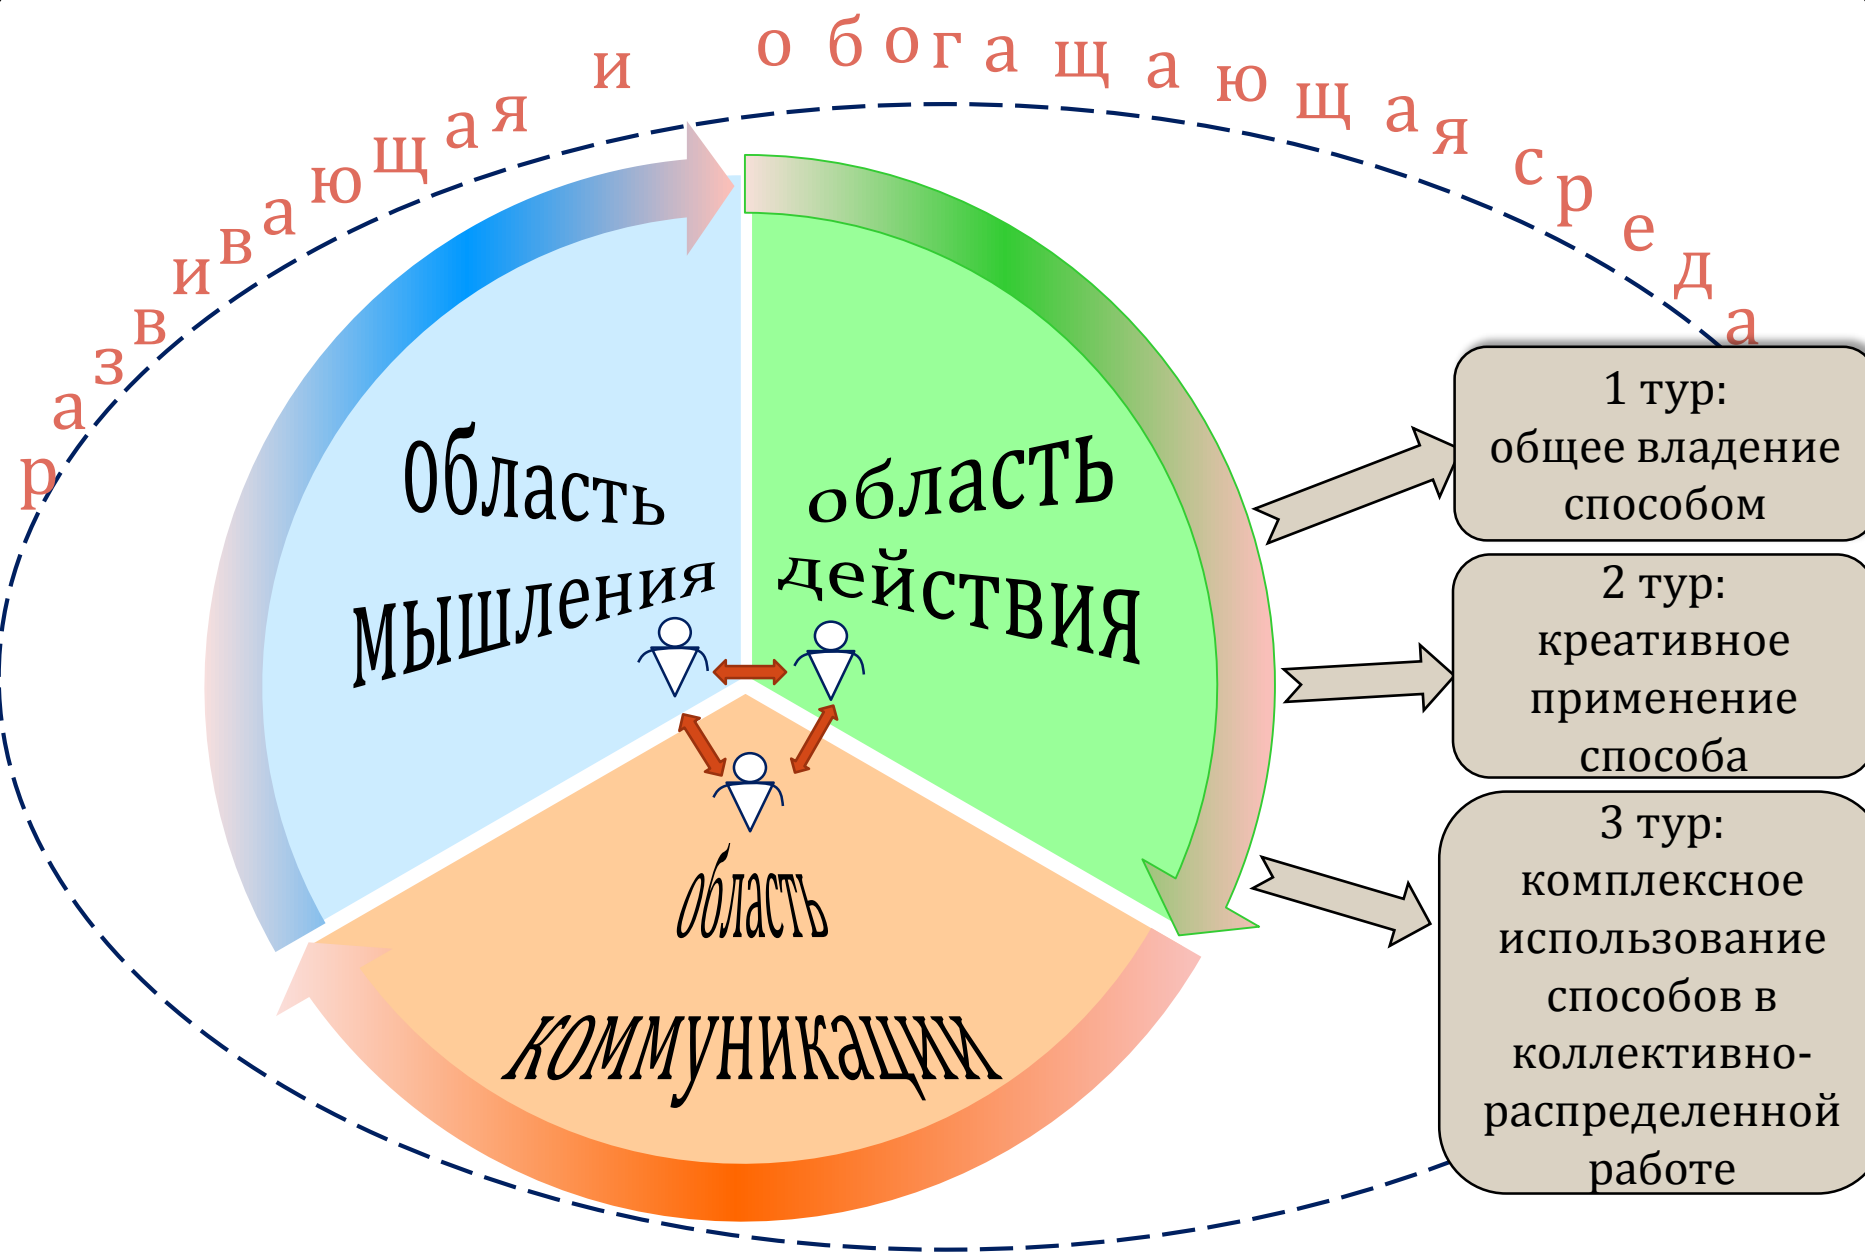 развивающая и обогащающая среда
область
мышления
область
действия
область
коммуникации
1 тур:
общее владение
способом
2 тур:
креативное
применение
способа
3 тур:
комплексное
использование
способов в
коллективно-
распределенной
работе